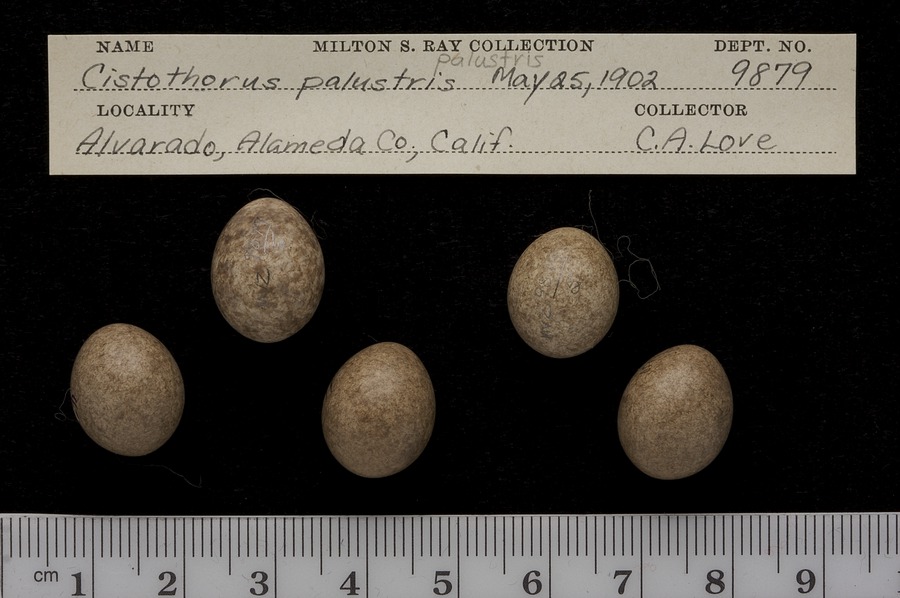 NAME MILTON S. RAY COLLECTION DEPT. NO.
palustris
Cistothorus palustris May 25, 1902 9879
LOCALITY COLLECTOR
Alvarado, Alameda Co., Calif. C.A. Love
cm 1 2 3 4 5 6 7 8 9